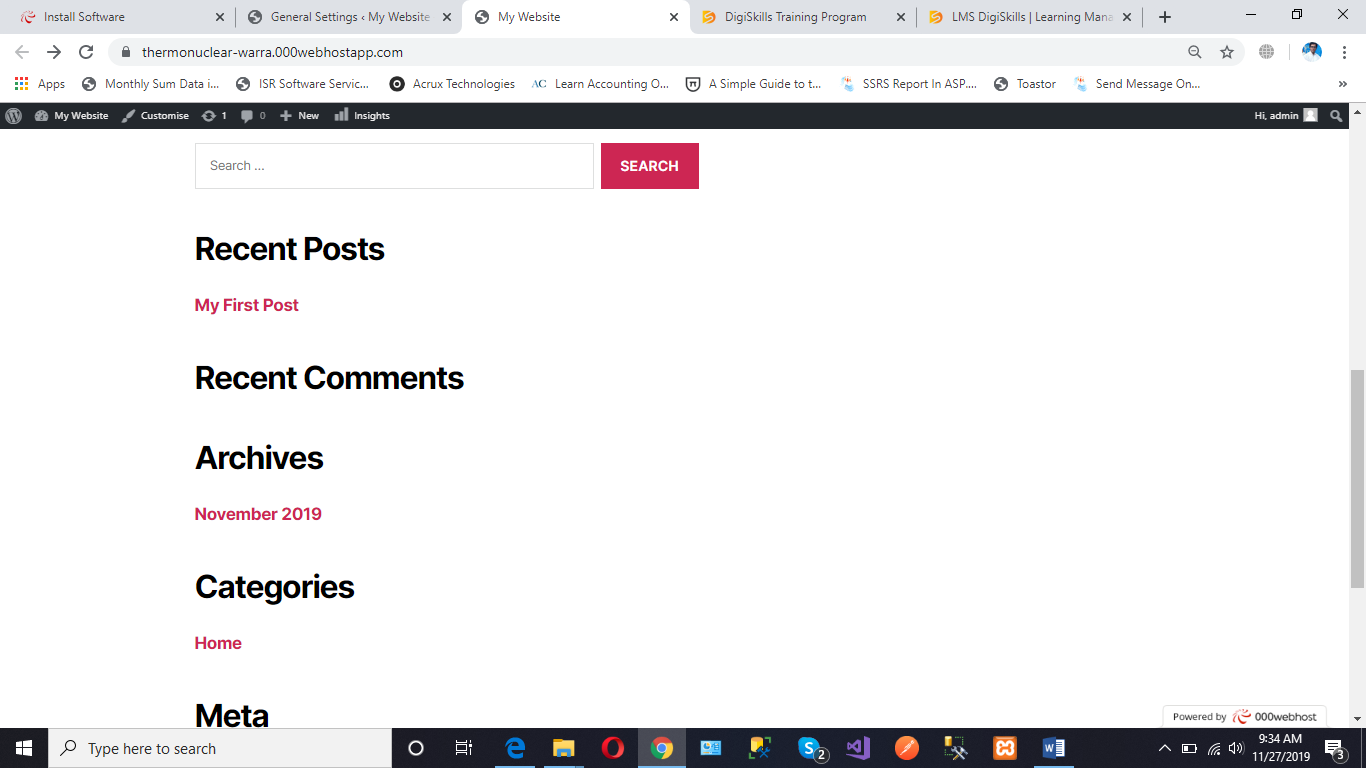 Install Software
General Settings ‹ My Website
My Website
DigiSkills Training Program
LMS DigiSkills | Learning Mana
thermonuclear-warra.000webhostapp.com
Apps
Monthly Sum Data i...
ISR Software Servic...
Acrux Technologies
AC Learn Accounting O...
A Simple Guide to t...
SSRS Report In ASP....
Toastor
Send Message On...
»
My Website
Customise
1
0
New
Insights
Hi, admin
Search ...
SEARCH
Recent Posts
My First Post
Recent Comments
Archives
November 2019
Categories
Home
Meta
Powered by 000webhost
Type here to search
2
9:34 AM
11/27/2019
3